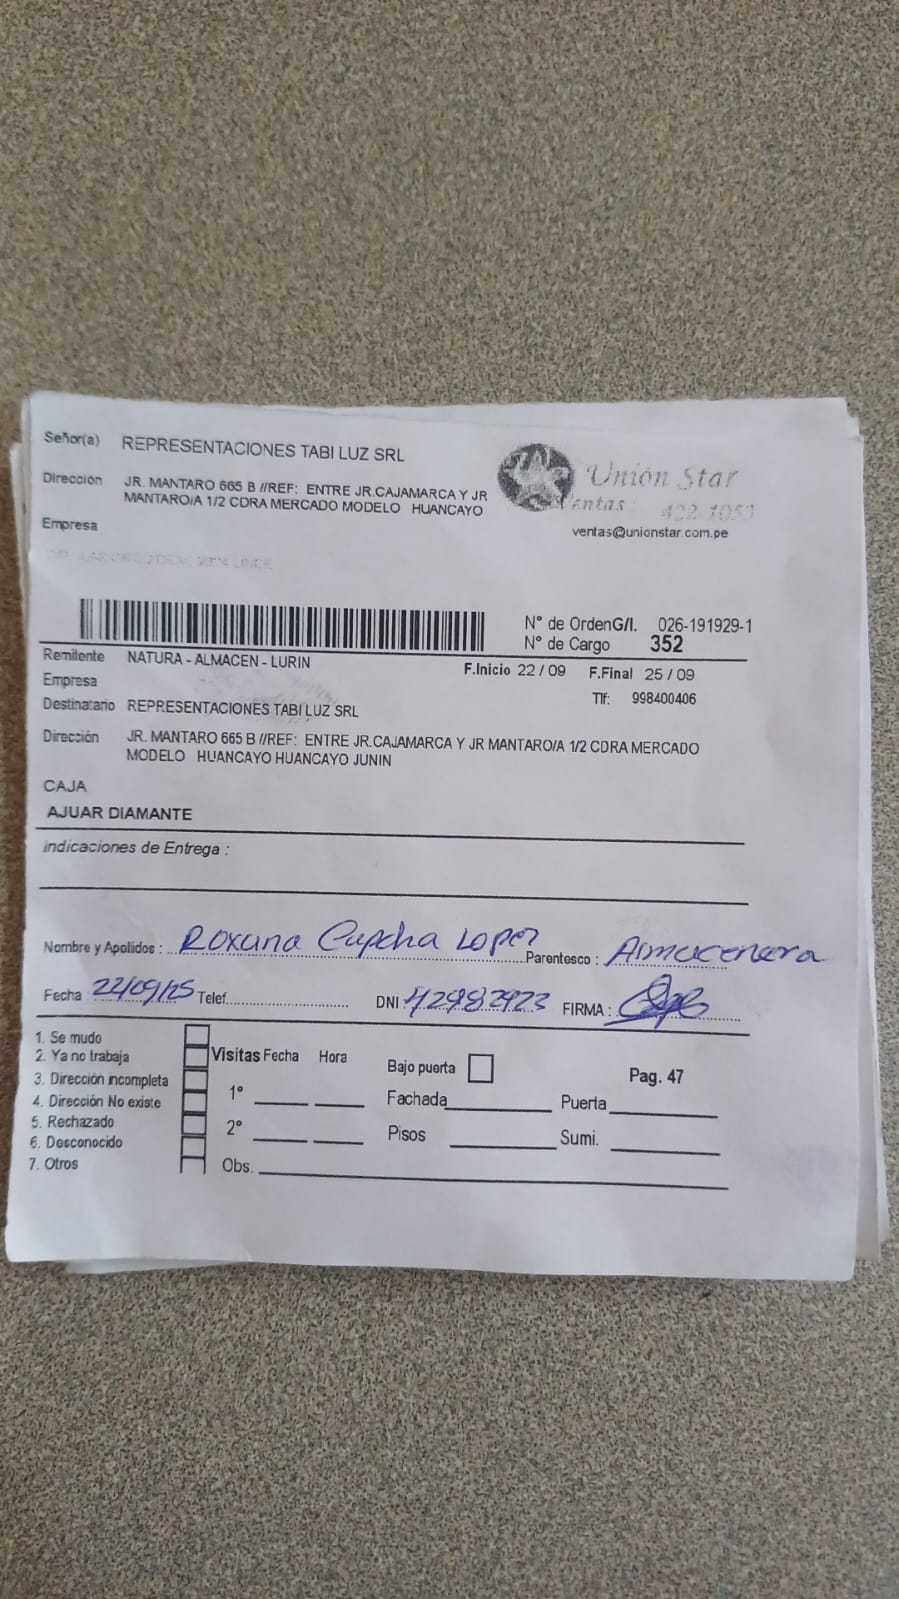 Señor(a) REPRESENTACIONES TABI LUZ SRL
Dirección JR. MANTARO 665 B //REF: ENTRE JR.CAJAMARCA Y JR
MANTARO/A 1/2 CDRA MERCADO MODELO HUANCAYO
Empresa
Unión Star
Ventas 422-1051
ventas@unionstar.com.pe
N° de OrdenG/I. 026-191929-1
N° de Cargo 352
Remitente NATURA - ALMACEN - LURIN F.Inicio 22 / 09 F.Final 25 / 09
Empresa Tlf: 998400406
Destinatario REPRESENTACIONES TABI LUZ SRL
Dirección JR. MANTARO 665 B //REF: ENTRE JR.CAJAMARCA Y JR MANTARO/A 1/2 CDRA MERCADO
MODELO HUANCAYO HUANCAYO JUNIN
CAJA
AJUAR DIAMANTE
Indicaciones de Entrega :
Nombre y Apellidos : Roxana Capcha Lopez Parentesco : Almacenera
Fecha 22/09/25 Telef. DNI 42983923 FIRMA :
1. Se mudo
2. Ya no trabaja
3. Dirección incompleta
4. Dirección No existe
5. Rechazado
6. Desconocido
7. Otros
Visitas Fecha Hora
1°
2°
Obs.
Bajo puerta
Fachada Puerta
Pisos Sumi.
Pag. 47